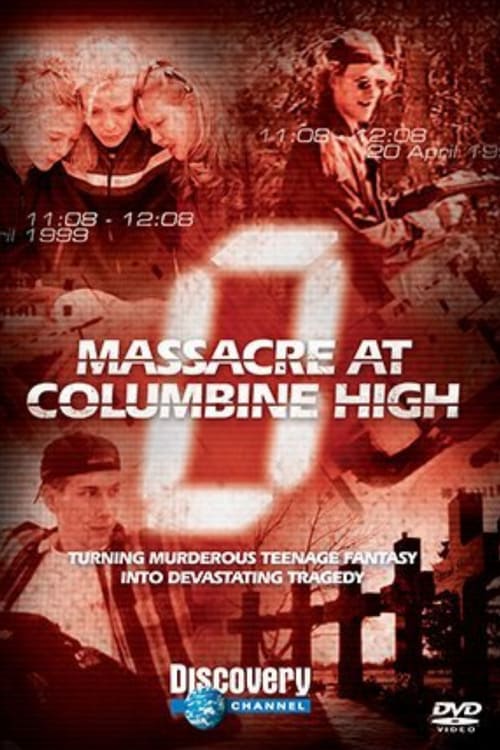 11:08 - 12:08
20 April 19
11:08 - 12:08
il 1999
0
MASSACRE AT
COLUMBINE HIGH
TURNING MURDEROUS TEENAGE FANTASY
INTO DEVASTATING TRAGEDY
Discovery
CHANNEL
DVD
VIDEO